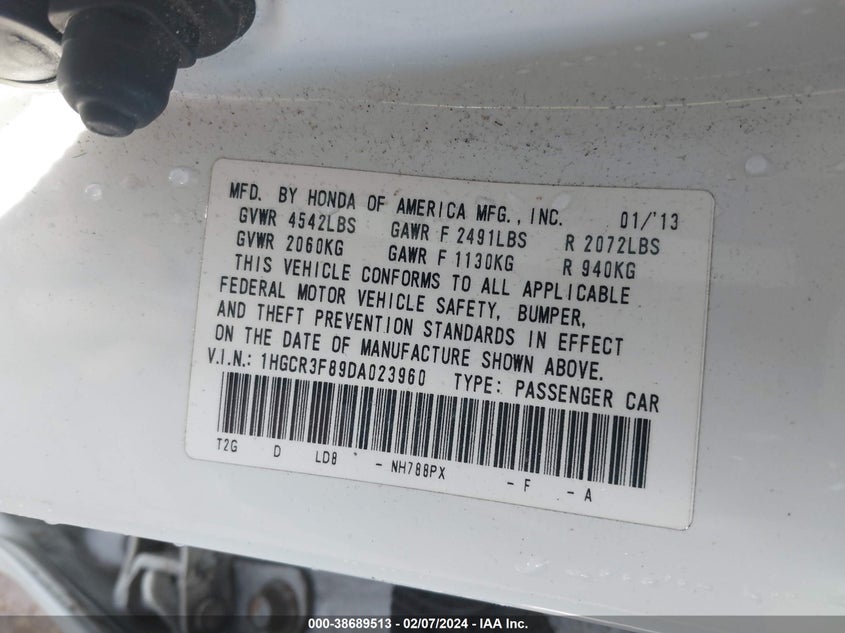 MFD. BY HONDA OF AMERICA MFG., INC. 01/'13
GVWR 4542LBS GAWR F 2491LBS R 2072LBS
GVWR 2060KG GAWR F 1130KG R 940KG
THIS VEHICLE CONFORMS TO ALL APPLICABLE
FEDERAL MOTOR VEHICLE SAFETY, BUMPER,
AND THEFT PREVENTION STANDARDS IN EFFECT
ON THE DATE OF MANUFACTURE SHOWN ABOVE.
V.I.N.: 1HGCR3F89DA023960 TYPE: PASSENGER CAR
T2G D LD8 - NH788PX - F - A
000-38689513 - 02/07/2024 - IAAI Inc.